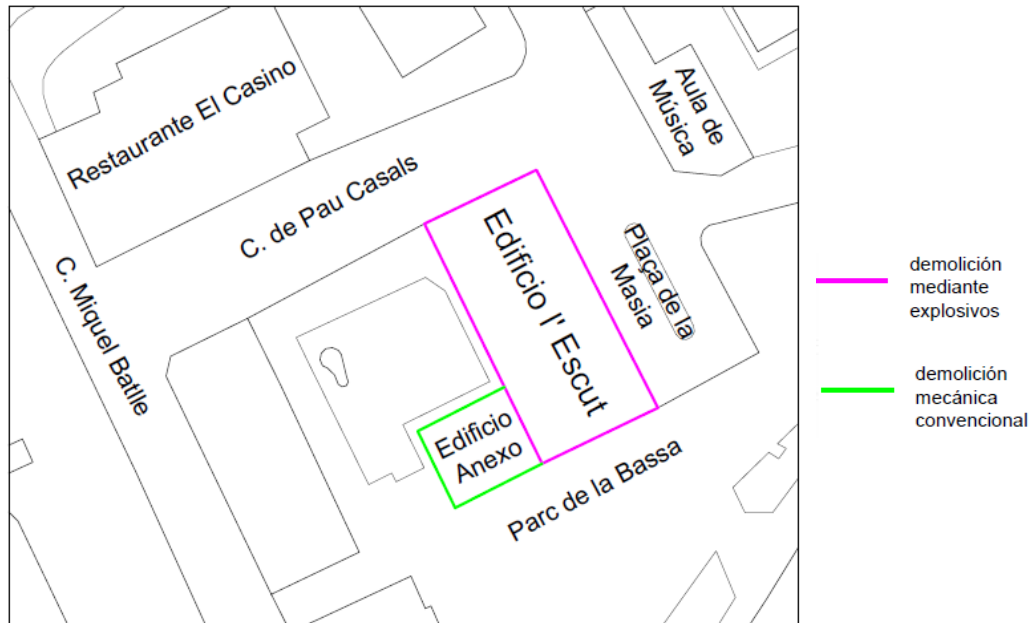 Restaurante El Casino
Aula de
Música
C. de Pau Casals
Edificio l' Escut
Plaça de la
Masia
C. Miquel Batlle
Edificio
Anexo
Parc de la Bassa
demolición
mediante
explosivos
demolición
mecánica
convencional